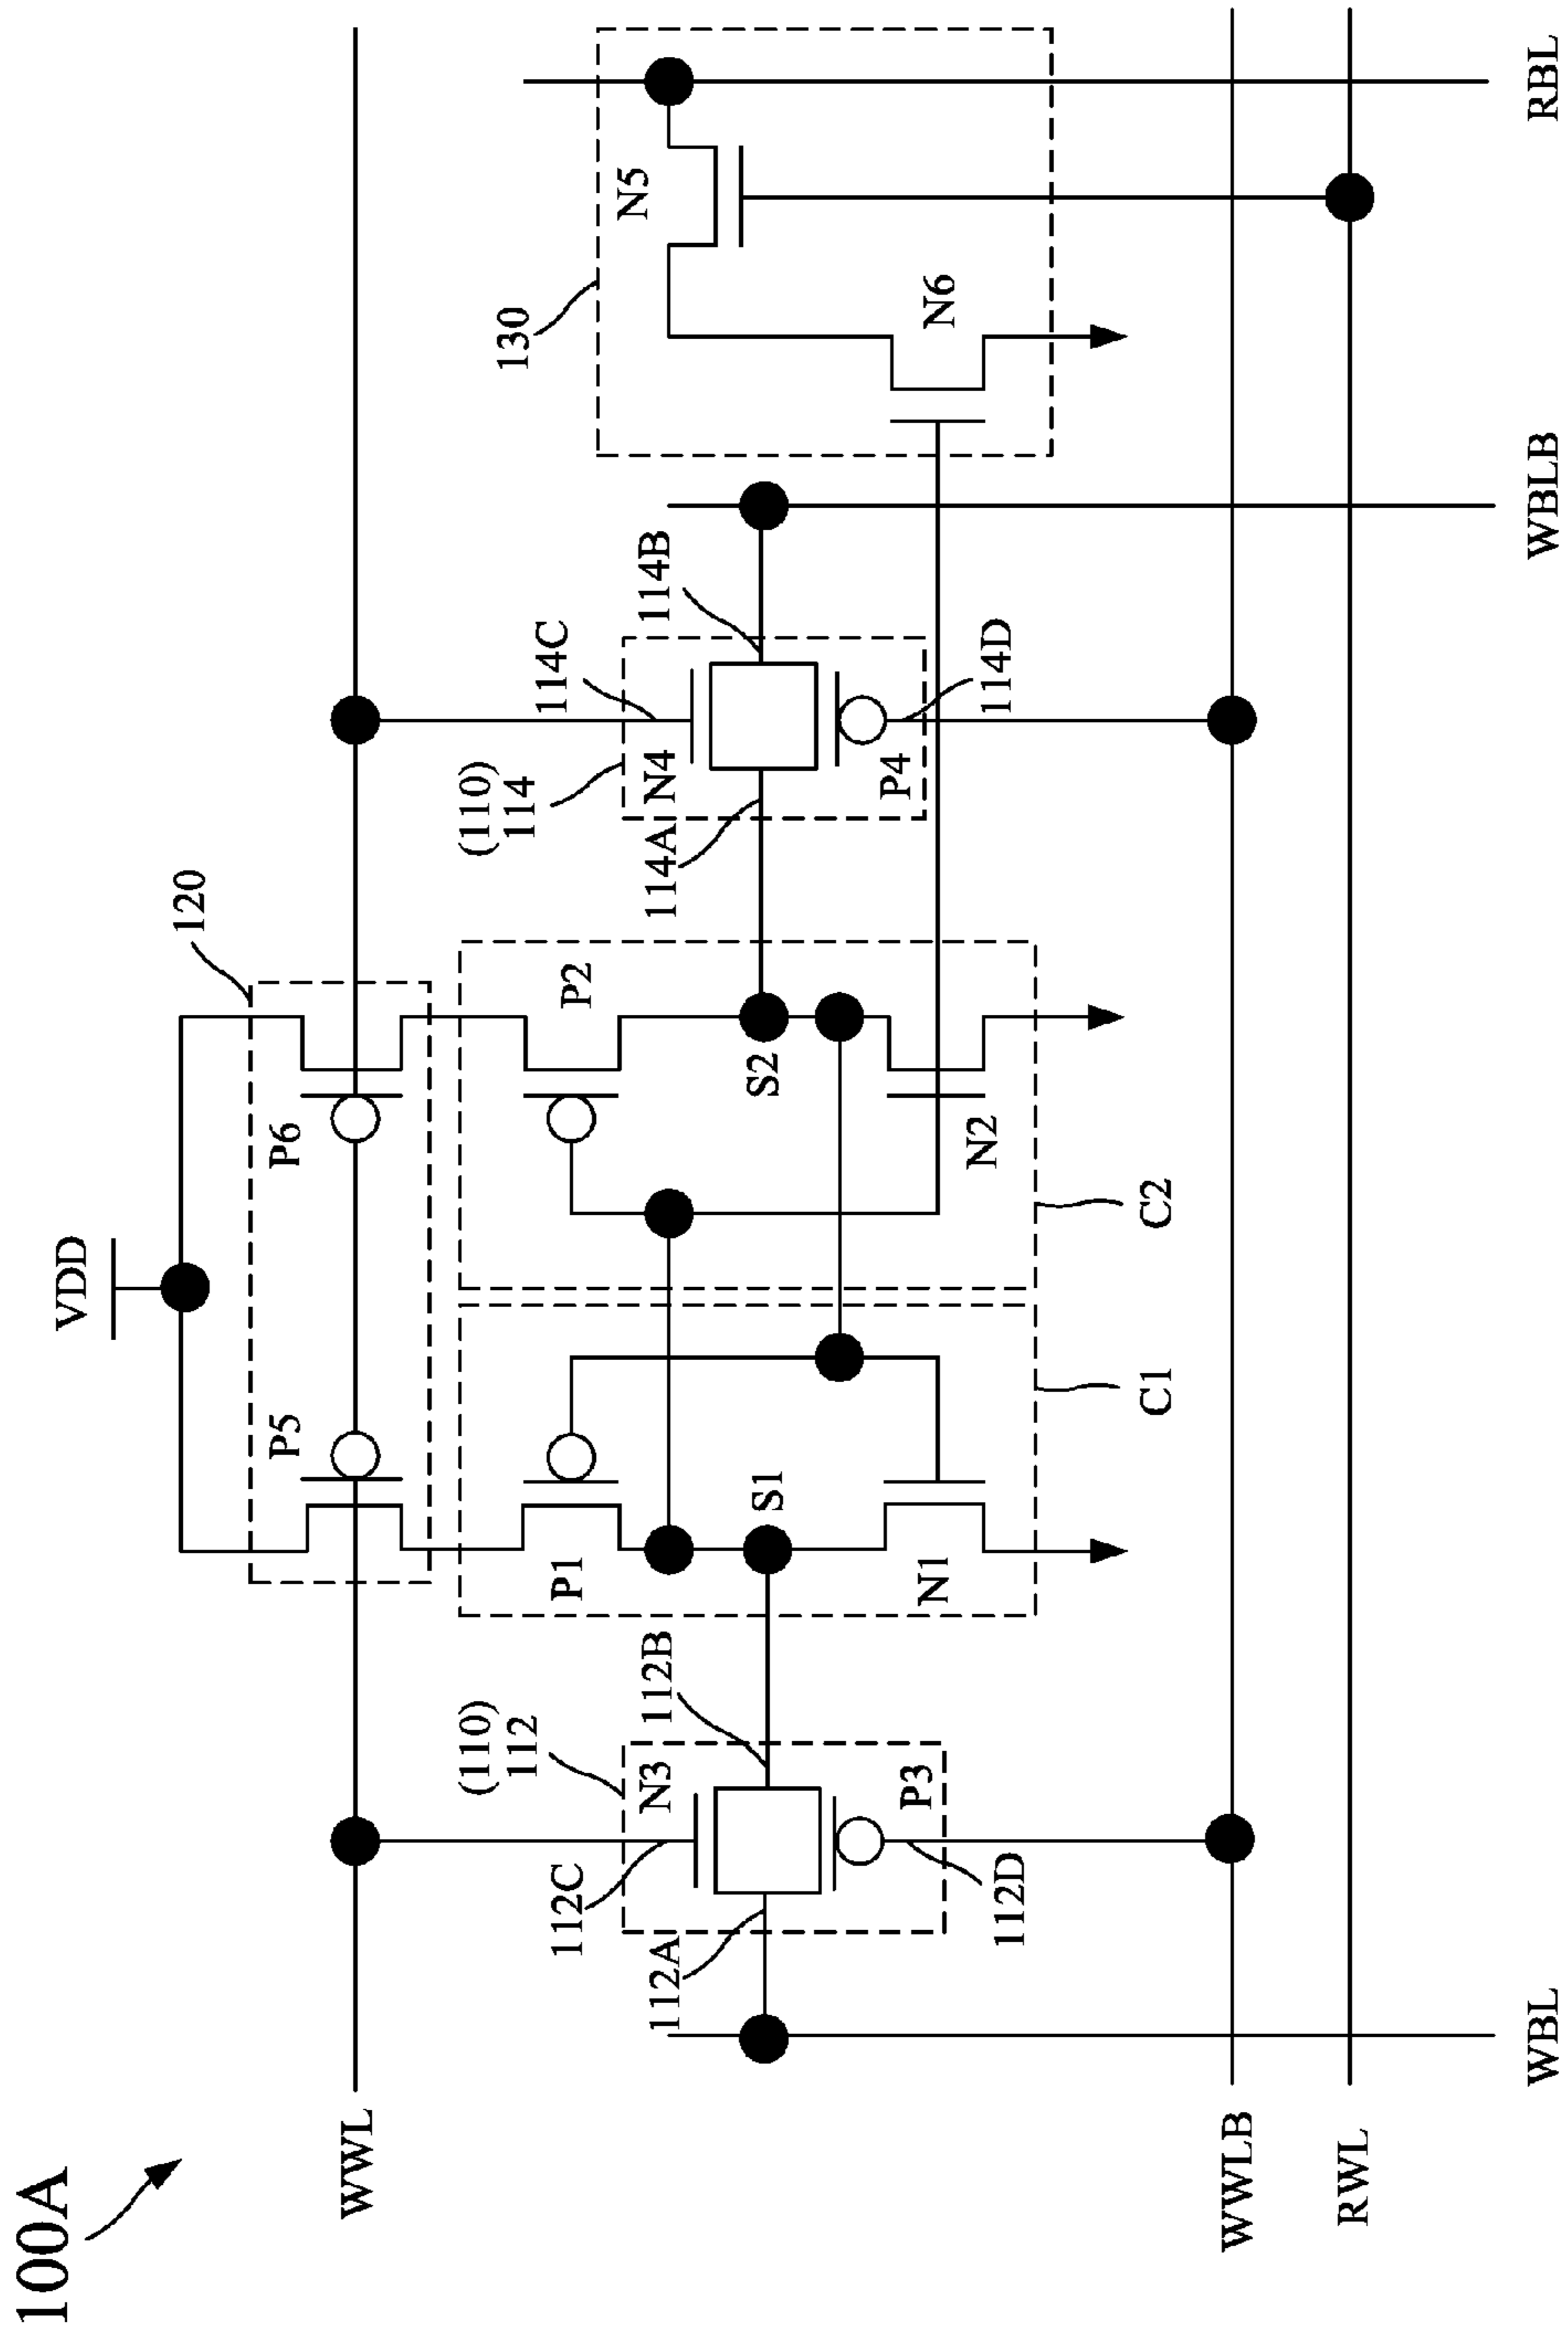 100A
VDD
120
P5
P6
WWL
(110)
112
(110)
114
130
112C
N3
112B
P1
P2
114C
114B
N5
112A
S1
S2
114A
N4
P3
P4
N6
112D
N1
N2
114D
C1
C2
WWLB
RWL
WBL
WBLB
RBL